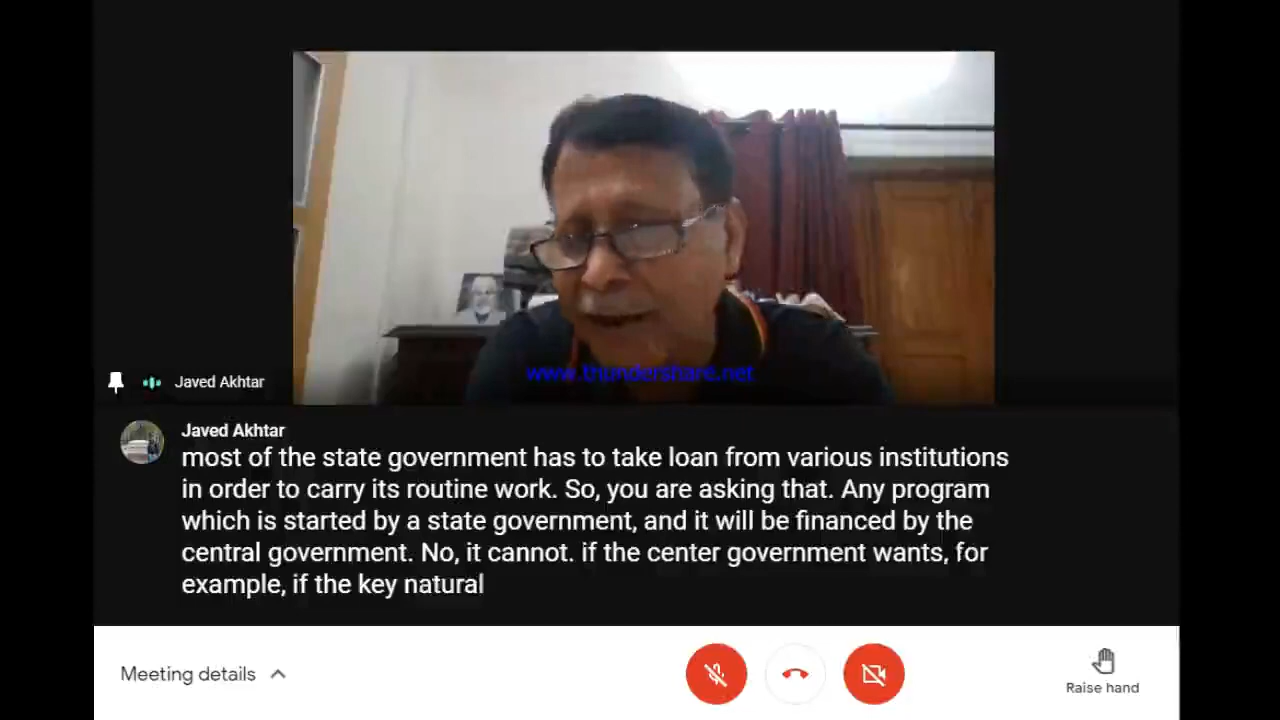 www.thundershare.net
Javed Akhtar
Javed Akhtar
most of the state government has to take loan from various institutions
in order to carry its routine work. So, you are asking that. Any program
which is started by a state government, and it will be financed by the
central government. No, it cannot. if the center government wants, for
example, if the key natural
Meeting details
Raise hand